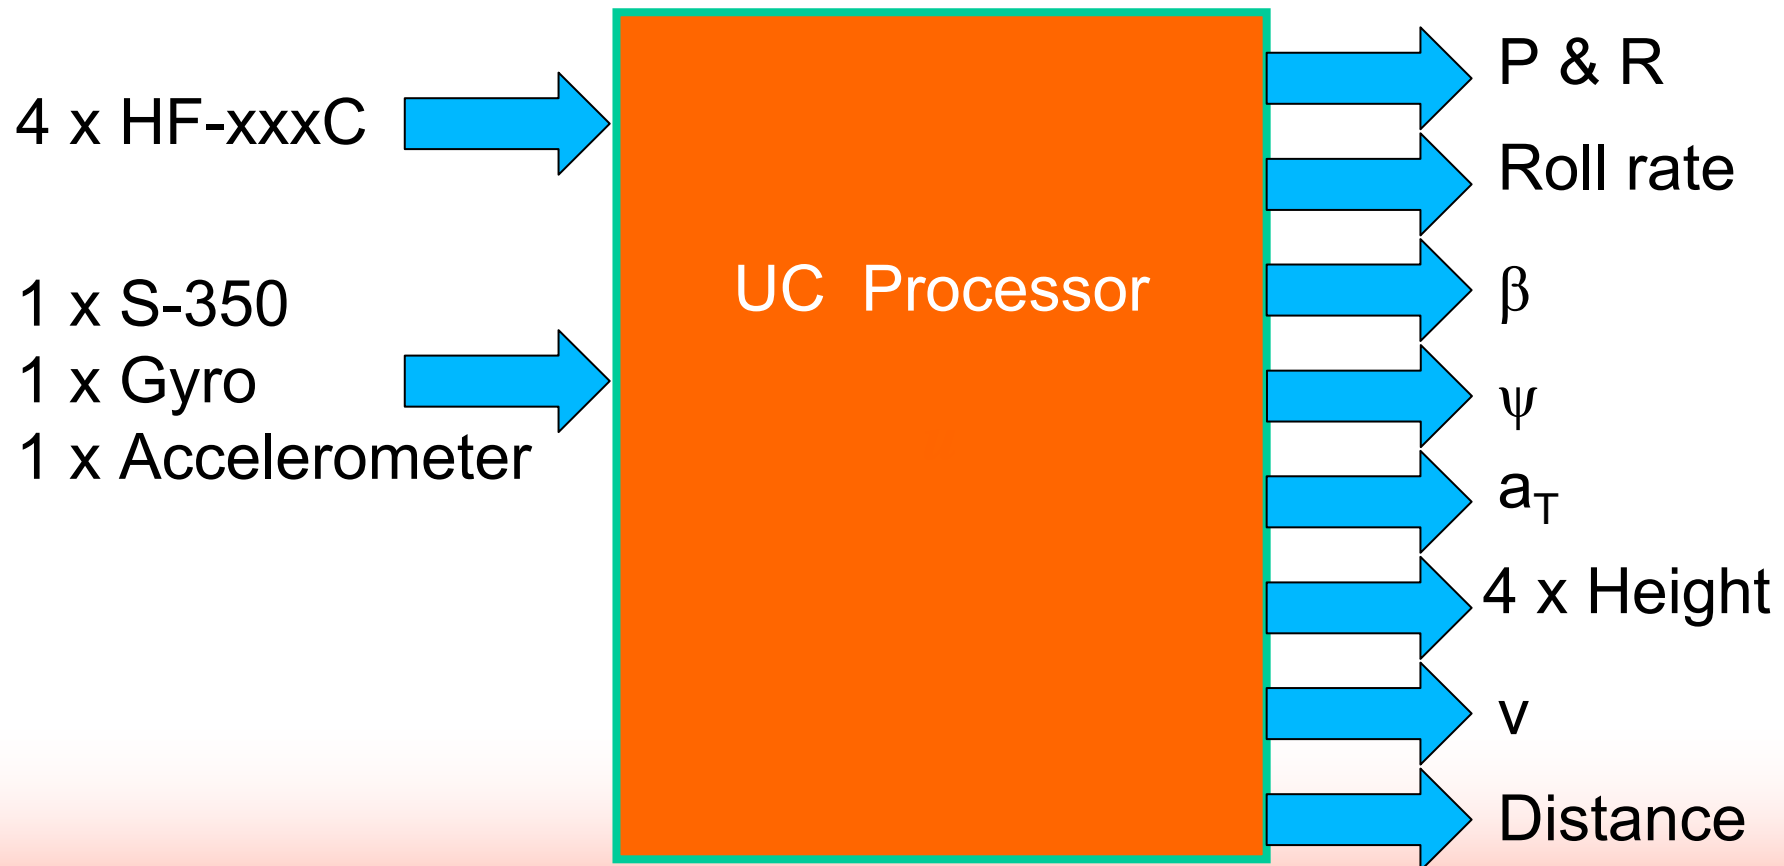 4 x HF-xxxC
1 x S-350
1 x Gyro
1 x Accelerometer
UC Processor
P & R
Roll rate
β
ψ
aT
4 x Height
v
Distance